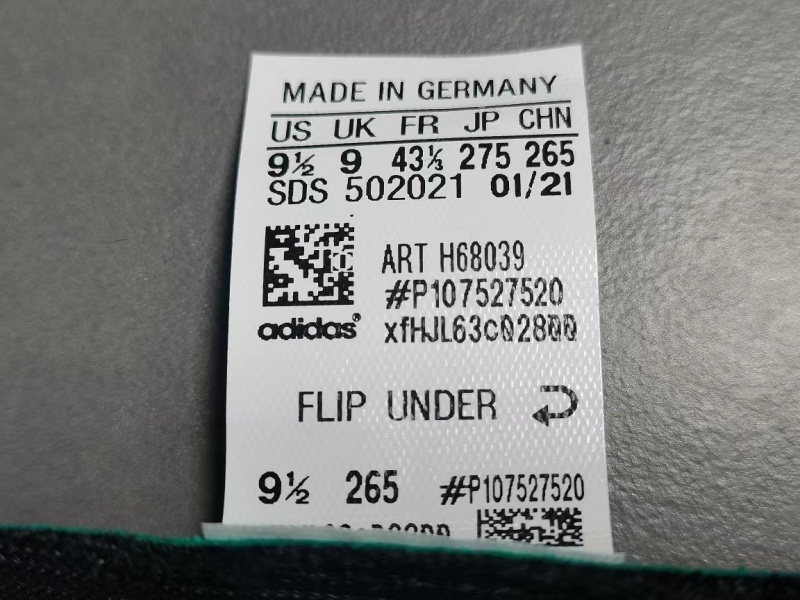 MADE IN GERMANY
US UK FR JP CHN
9½ 9 43⅓ 275 265
SDS 502021 01/21
ART H68039
#P107527520
adidas®
xfHJL63c02800
FLIP UNDER
9½ 265 #P107527520